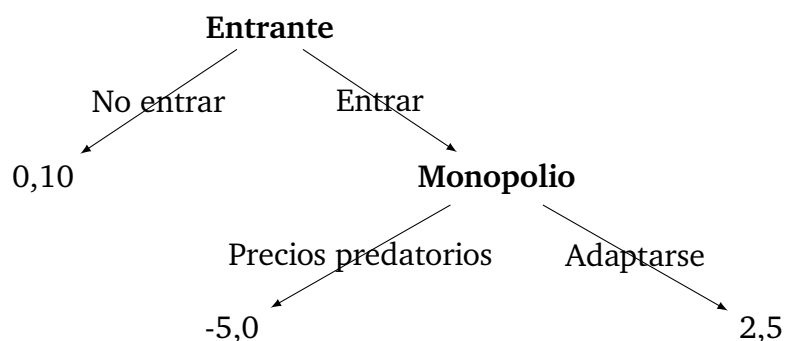 Entrante
No entrar Entrar
0,10 Monopolio
Precios predatorios Adaptarse
-5,0 2,5